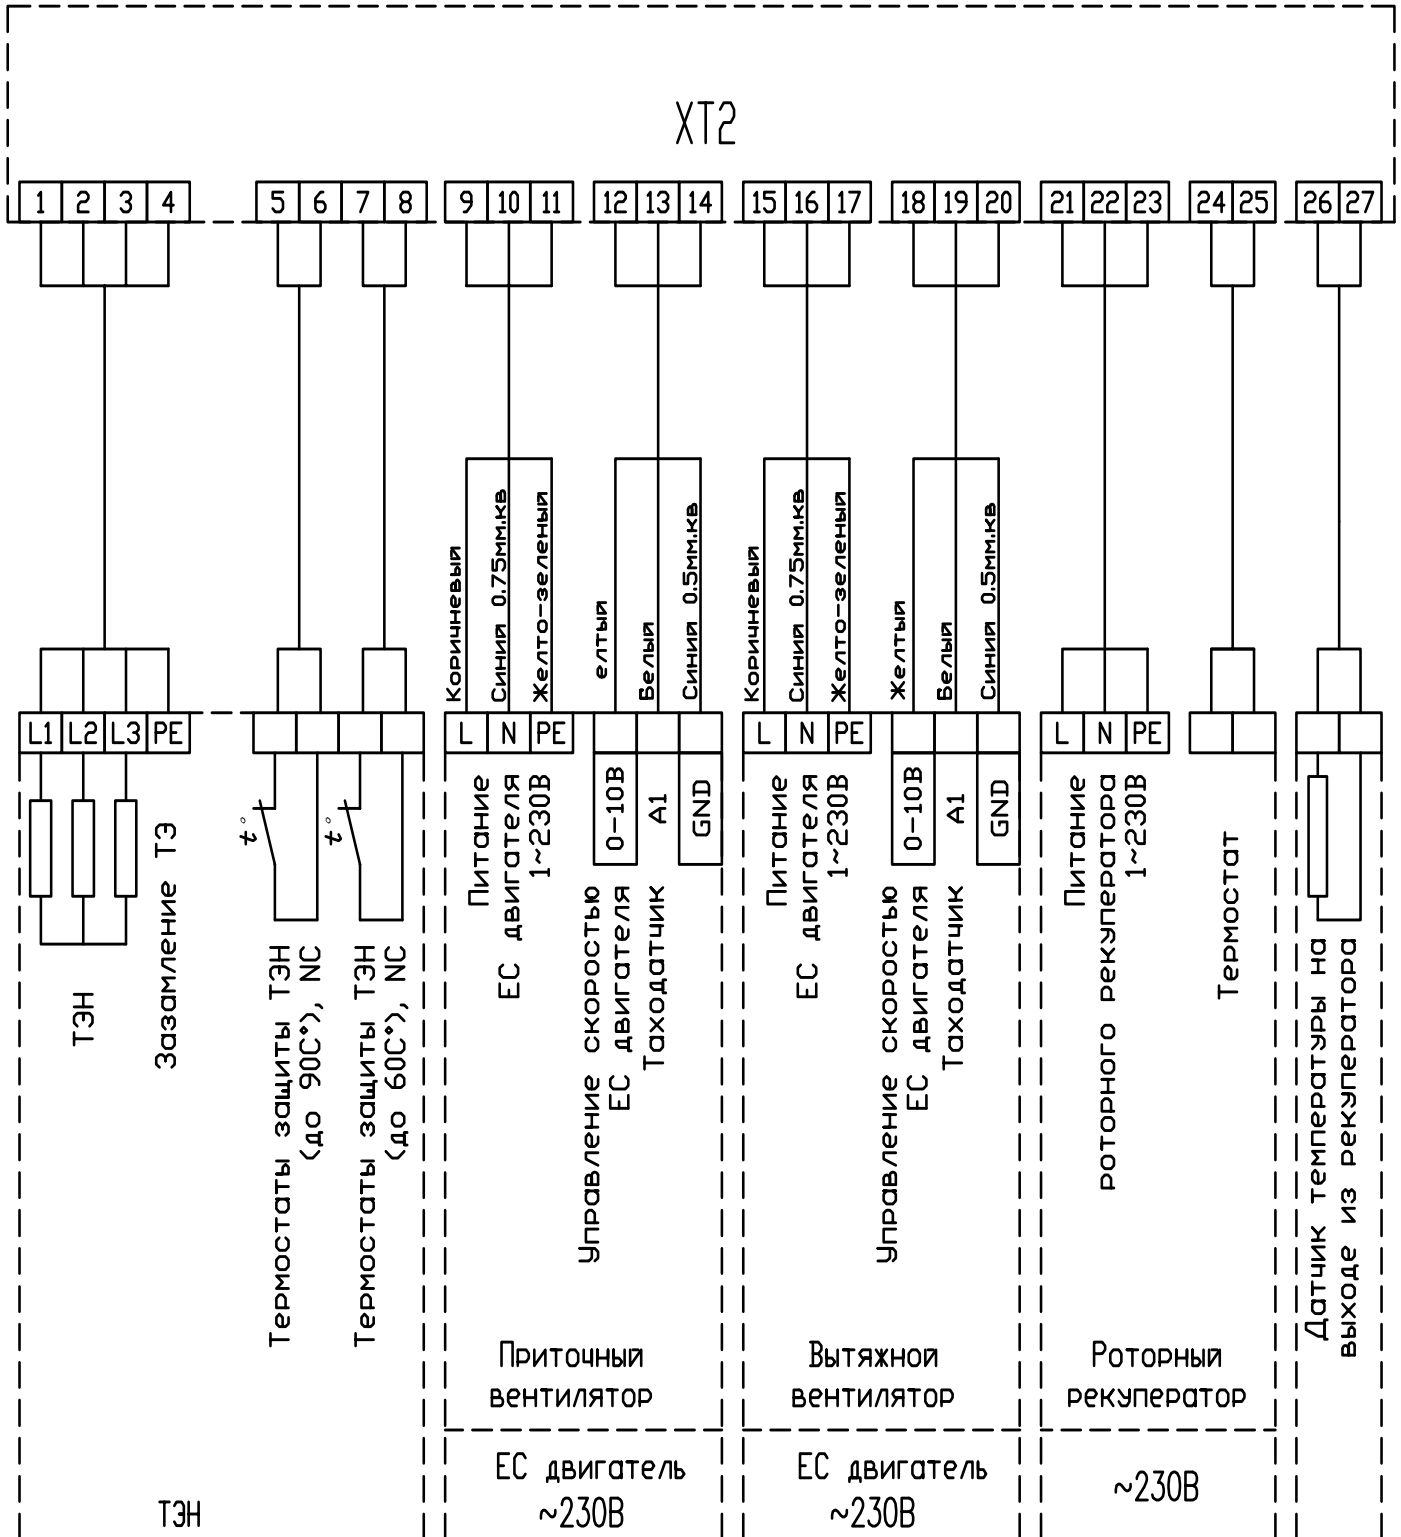 XT2
1 2 3 4 5 6 7 8 9 10 11 12 13 14 15 16 17 18 19 20 21 22 23 24 25 26 27
Коричневый
Синий 0.75мм.кв
Желто-зеленый
елтый
Белый
Синий 0.5мм.кв
Коричневый
Синий 0.75мм.кв
Желто-зеленый
Желтый
Белый
Синий 0.5мм.кв
L1 L2 L3 PE L N PE L N PE L N PE
ТЭН
Зазамление ТЭ
t°
Термостаты защиты ТЭН
(до 90С°), NC
t°
Термостаты защиты ТЭН
(до 60С°), NC
Питание
ЕС двигателя
1~230В
0-10В
А1
GND
Управление скоростью
ЕС двигателя
Таходатчик
Питание
ЕС двигателя
1~230В
0-10В
А1
GND
Управление скоростью
ЕС двигателя
Таходатчик
Питание
роторного рекуператора
1~230В
Термостат
Датчик температуры на
выходе из рекуператора
Приточный
вентилятор
Вытяжной
вентилятор
Роторный
рекуператор
ТЭН
ЕС двигатель
~230В
ЕС двигатель
~230В
~230В